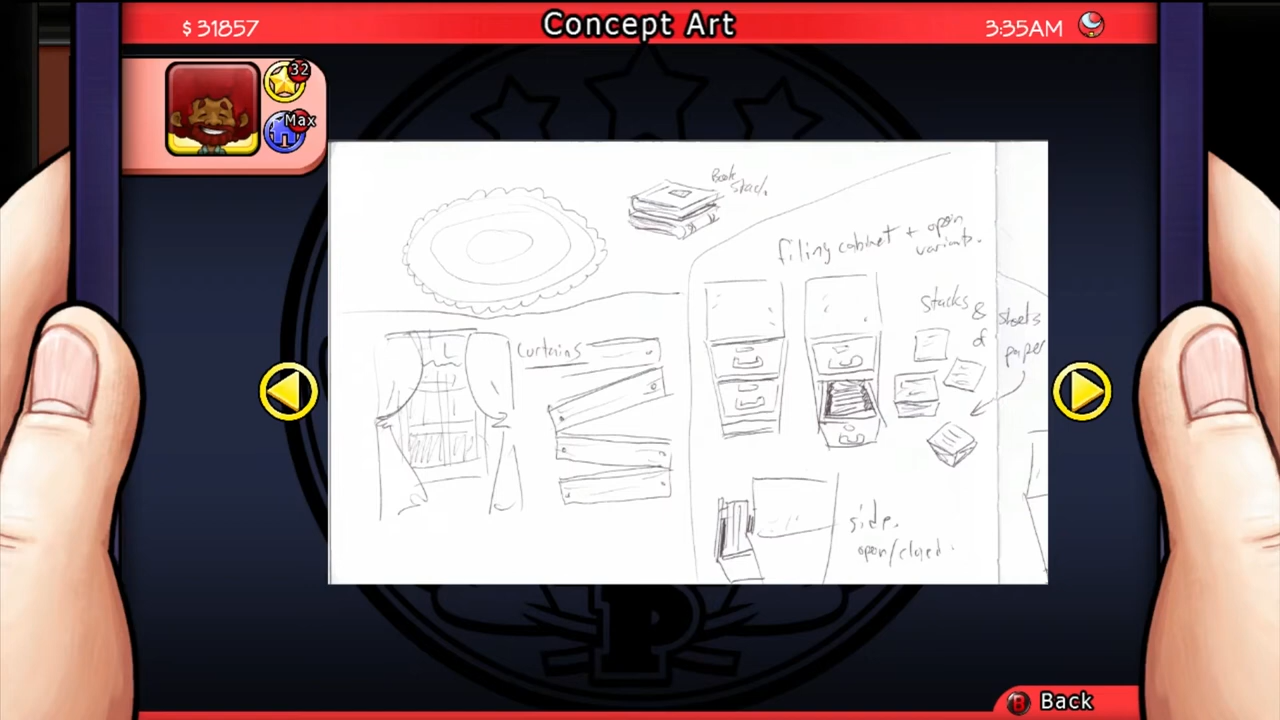 $ 31857
Concept Art
3:35AM
32
Max
Book
Stack.
filing cabinet + open
variants.
stacks & sheets
of paper
Curtains
side.
open/closed.
P
B Back